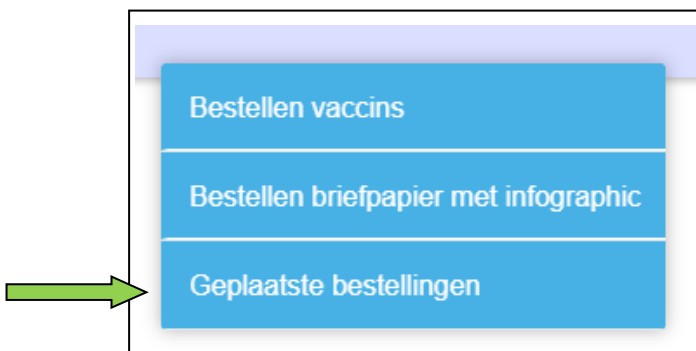 Bestellen vaccins
Bestellen briefpapier met infographic
Geplaatste bestellingen